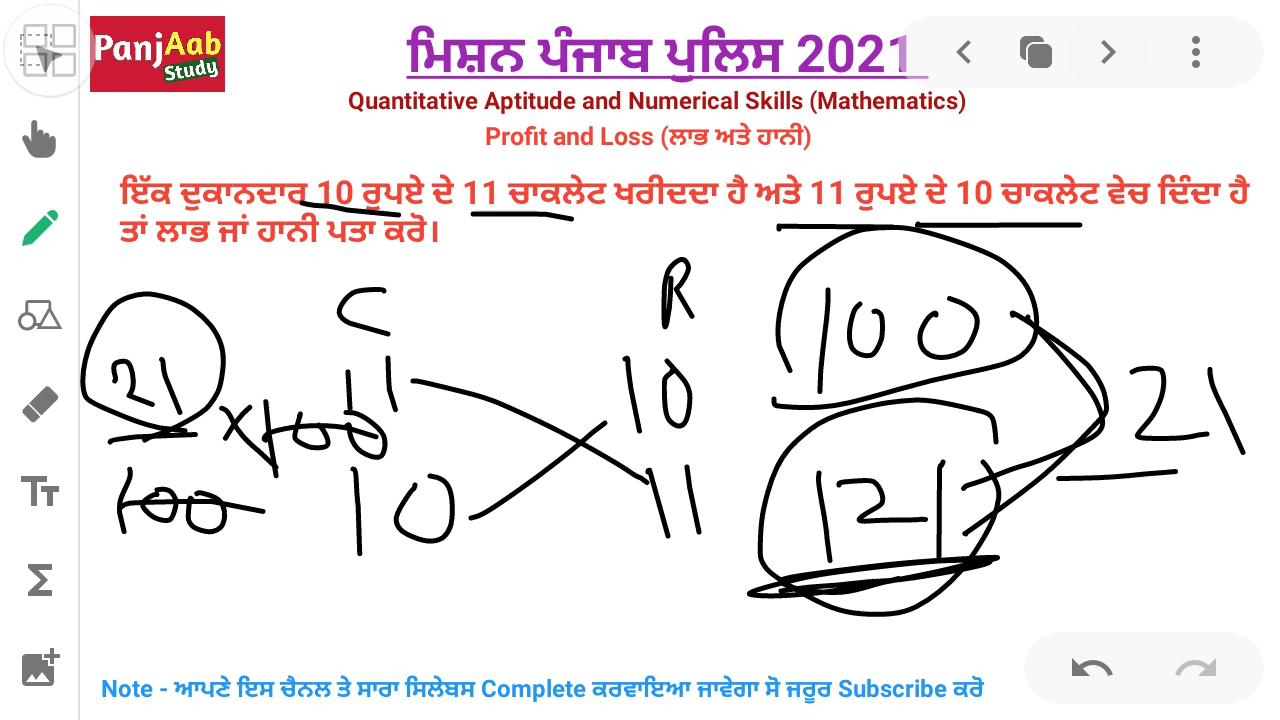 PanjAab
Study
ਮਿਸ਼ਨ ਪੰਜਾਬ ਪੁਲਿਸ 2021
Quantitative Aptitude and Numerical Skills (Mathematics)
Profit and Loss (ਲਾਭ ਅਤੇ ਹਾਨੀ)
ਇੱਕ ਦੁਕਾਨਦਾਰ 10 ਰੁਪਏ ਦੇ 11 ਚਾਕਲੇਟ ਖਰੀਦਦਾ ਹੈ ਅਤੇ 11 ਰੁਪਏ ਦੇ 10 ਚਾਕਲੇਟ ਵੇਚ ਦਿੰਦਾ ਹੈ
ਤਾਂ ਲਾਭ ਜਾਂ ਹਾਨੀ ਪਤਾ ਕਰੋ।
C R
11 10 100
10 11 121
21
21 x100
100
Tт
Σ
Note - ਆਪਣੇ ਇਸ ਚੈਨਲ ਤੇ ਸਾਰਾ ਸਿਲੇਬਸ Complete ਕਰਵਾਇਆ ਜਾਵੇਗਾ ਸੋ ਜਰੂਰ Subscribe ਕਰੋ